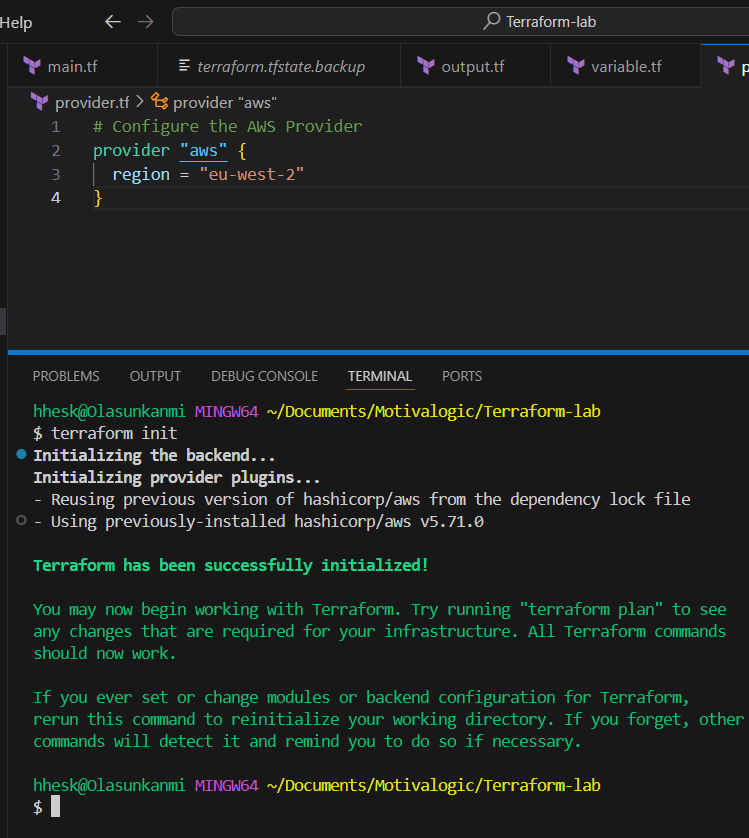 Help
Terraform-lab
main.tf
terraform.tfstate.backup
output.tf
variable.tf
provider.tf > provider "aws"
1 # Configure the AWS Provider
2 provider "aws" {
3 region = "eu-west-2"
4 }
PROBLEMS OUTPUT DEBUG CONSOLE TERMINAL PORTS
hhesk@Olasunkanmi MINGW64 ~/Documents/Motivalogic/Terraform-lab
$ terraform init
Initializing the backend...
Initializing provider plugins...
- Reusing previous version of hashicorp/aws from the dependency lock file
- Using previously-installed hashicorp/aws v5.71.0
Terraform has been successfully initialized!
You may now begin working with Terraform. Try running "terraform plan" to see
any changes that are required for your infrastructure. All Terraform commands
should now work.
If you ever set or change modules or backend configuration for Terraform,
rerun this command to reinitialize your working directory. If you forget, other
commands will detect it and remind you to do so if necessary.
hhesk@Olasunkanmi MINGW64 ~/Documents/Motivalogic/Terraform-lab
$